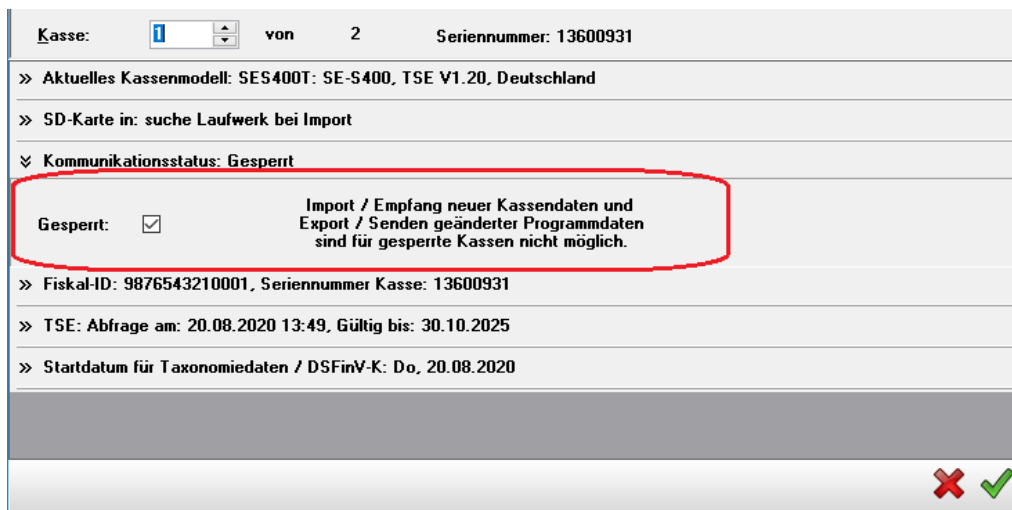 Kasse: 1 von 2 Seriennummer: 13600931
» Aktuelles Kassenmodell: SES400T: SE-S400, TSE V1.20, Deutschland
» SD-Karte in: suche Laufwerk bei Import
Kommunikationsstatus: Gesperrt
Import / Empfang neuer Kassendaten und
Gesperrt: Export / Senden geänderter Programmdaten
sind für gesperrte Kassen nicht möglich.
» Fiskal-ID: 9876543210001, Seriennummer Kasse: 13600931
» TSE: Abfrage am: 20.08.2020 13:49, Gültig bis: 30.10.2025
» Startdatum für Taxonomiedaten / DSFinV-K: Do, 20.08.2020